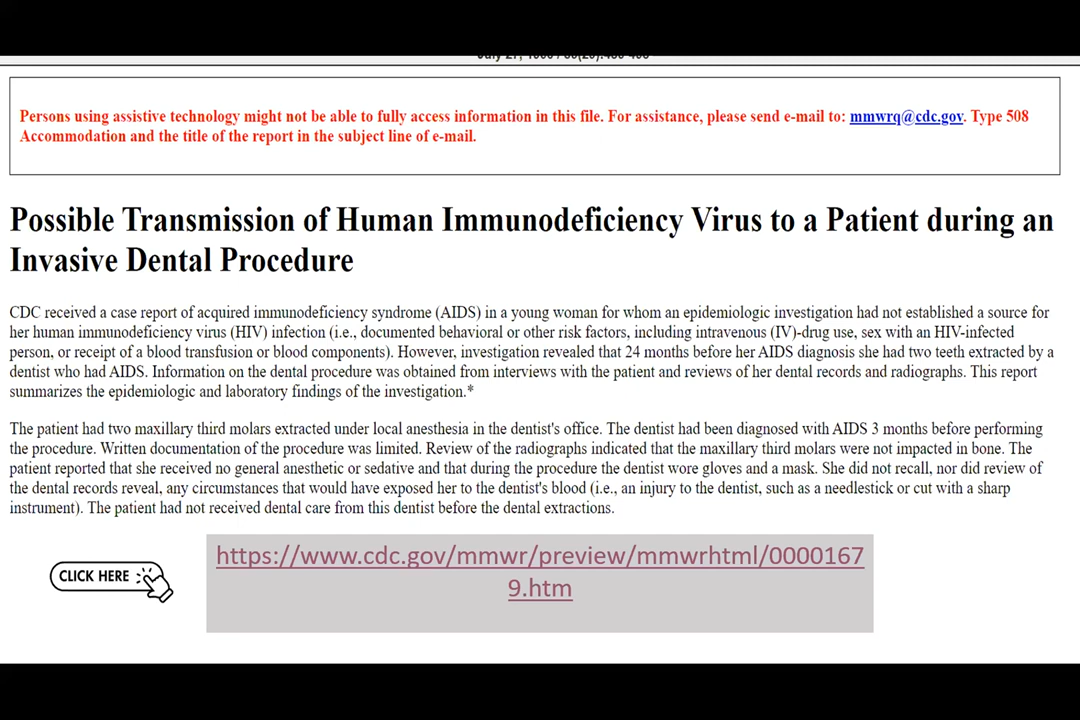 Persons using assistive technology might not be able to fully access information in this file. For assistance, please send e-mail to: mmwrq@cdc.gov. Type 508
Accommodation and the title of the report in the subject line of e-mail.
Possible Transmission of Human Immunodeficiency Virus to a Patient during an
Invasive Dental Procedure
CDC received a case report of acquired immunodeficiency syndrome (AIDS) in a young woman for whom an epidemiologic investigation had not established a source for
her human immunodeficiency virus (HIV) infection (i.e., documented behavioral or other risk factors, including intravenous (IV)-drug use, sex with an HIV-infected
person, or receipt of a blood transfusion or blood components). However, investigation revealed that 24 months before her AIDS diagnosis she had two teeth extracted by a
dentist who had AIDS. Information on the dental procedure was obtained from interviews with the patient and reviews of her dental records and radiographs. This report
summarizes the epidemiologic and laboratory findings of the investigation.*
The patient had two maxillary third molars extracted under local anesthesia in the dentist's office. The dentist had been diagnosed with AIDS 3 months before performing
the procedure. Written documentation of the procedure was limited. Review of the radiographs indicated that the maxillary third molars were not impacted in bone. The
patient reported that she received no general anesthetic or sedative and that during the procedure the dentist wore gloves and a mask. She did not recall, nor did review of
the dental records reveal, any circumstances that would have exposed her to the dentist's blood (i.e., an injury to the dentist, such as a needlestick or cut with a sharp
instrument). The patient had not received dental care from this dentist before the dental extractions.
CLICK HERE
https://www.cdc.gov/mmwr/preview/mmwrhtml/0000167
9.htm